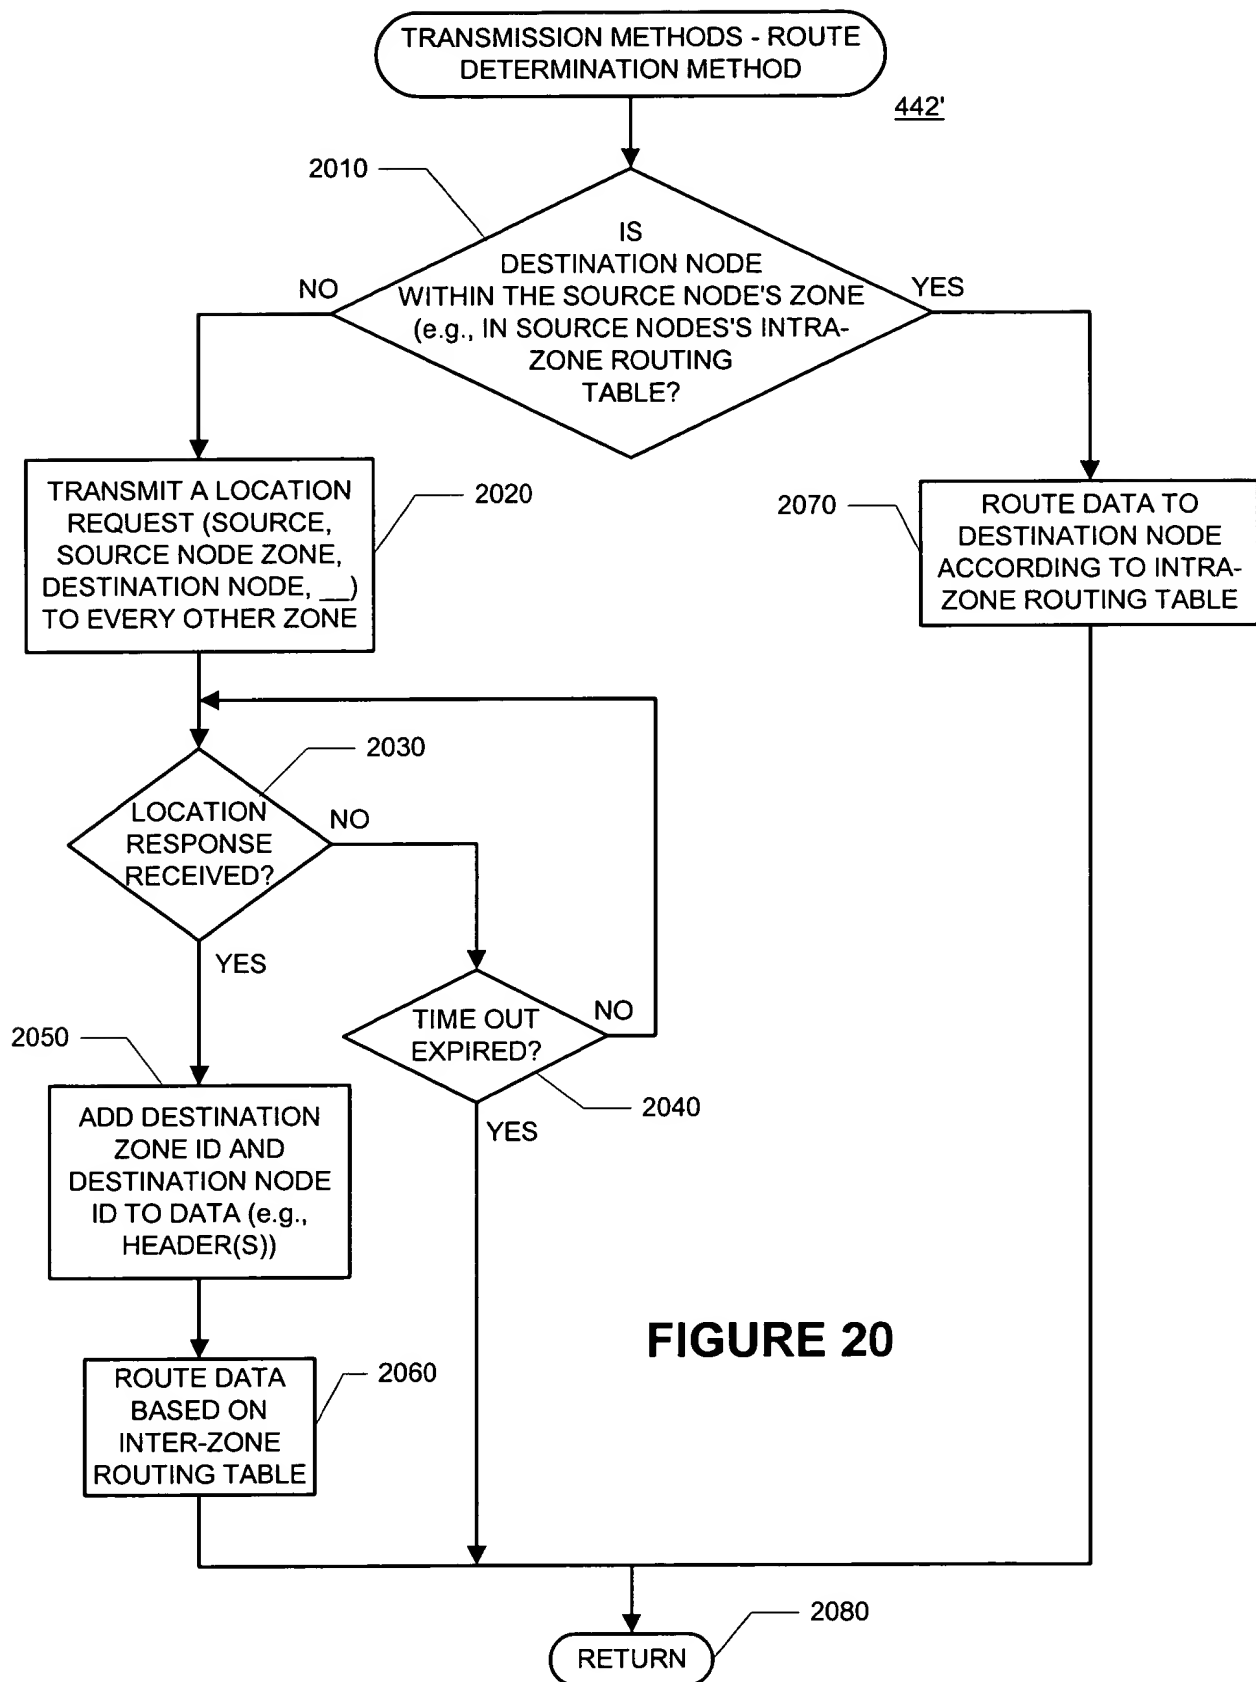 TRANSMISSION METHODS - ROUTE
DETERMINATION METHOD
442'
2010
IS
DESTINATION NODE
WITHIN THE SOURCE NODE'S ZONE
(e.g., IN SOURCE NODES'S INTRA-
ZONE ROUTING
TABLE?
NO
YES
TRANSMIT A LOCATION
REQUEST (SOURCE,
SOURCE NODE ZONE,
DESTINATION NODE, __)
TO EVERY OTHER ZONE
2020
2070
ROUTE DATA TO
DESTINATION NODE
ACCORDING TO INTRA-
ZONE ROUTING TABLE
2030
LOCATION
RESPONSE
RECEIVED?
NO
YES
TIME OUT
EXPIRED?
NO
2040
YES
2050
ADD DESTINATION
ZONE ID AND
DESTINATION NODE
ID TO DATA (e.g.,
HEADER(S))
ROUTE DATA
BASED ON
INTER-ZONE
ROUTING TABLE
2060
FIGURE 20
RETURN
2080